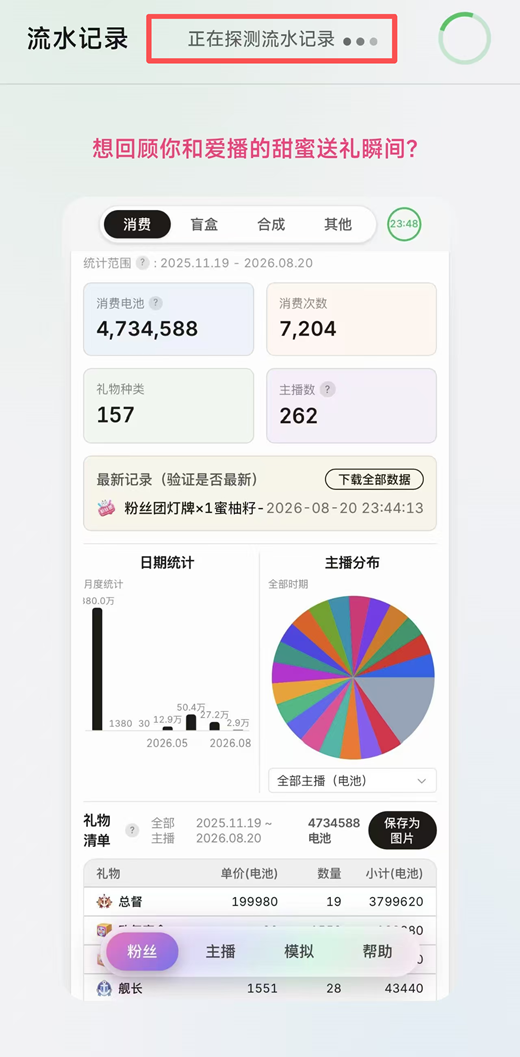 流水记录
正在探测流水记录
想回顾你和爱播的甜蜜送礼瞬间?
消费 盲盒 合成 其他 23:48
统计范围 ? : 2025.11.19 - 2026.08.20
消费电池 ? 消费次数
4,734,588 7,204
礼物种类 主播数 ?
157 262
最新记录（验证是否最新） 下载全部数据
粉丝团灯牌×1蜜柚籽-2026-08-20 23:44:13
日期统计 主播分布
月度统计 全部时期
380.0万
1380 30 12.9万 50.4万 27.2万 2.9万
2026.05 2026.08
全部主播（电池）
礼物 清单 ? 全部 主播 2025.11.19 ~ 2026.08.20 4734588 电池 保存为 图片
礼物 单价(电池) 数量 小计(电池)
总督 199980 19 3799620
粉丝 主播 模拟 帮助
舰长 1551 28 43440